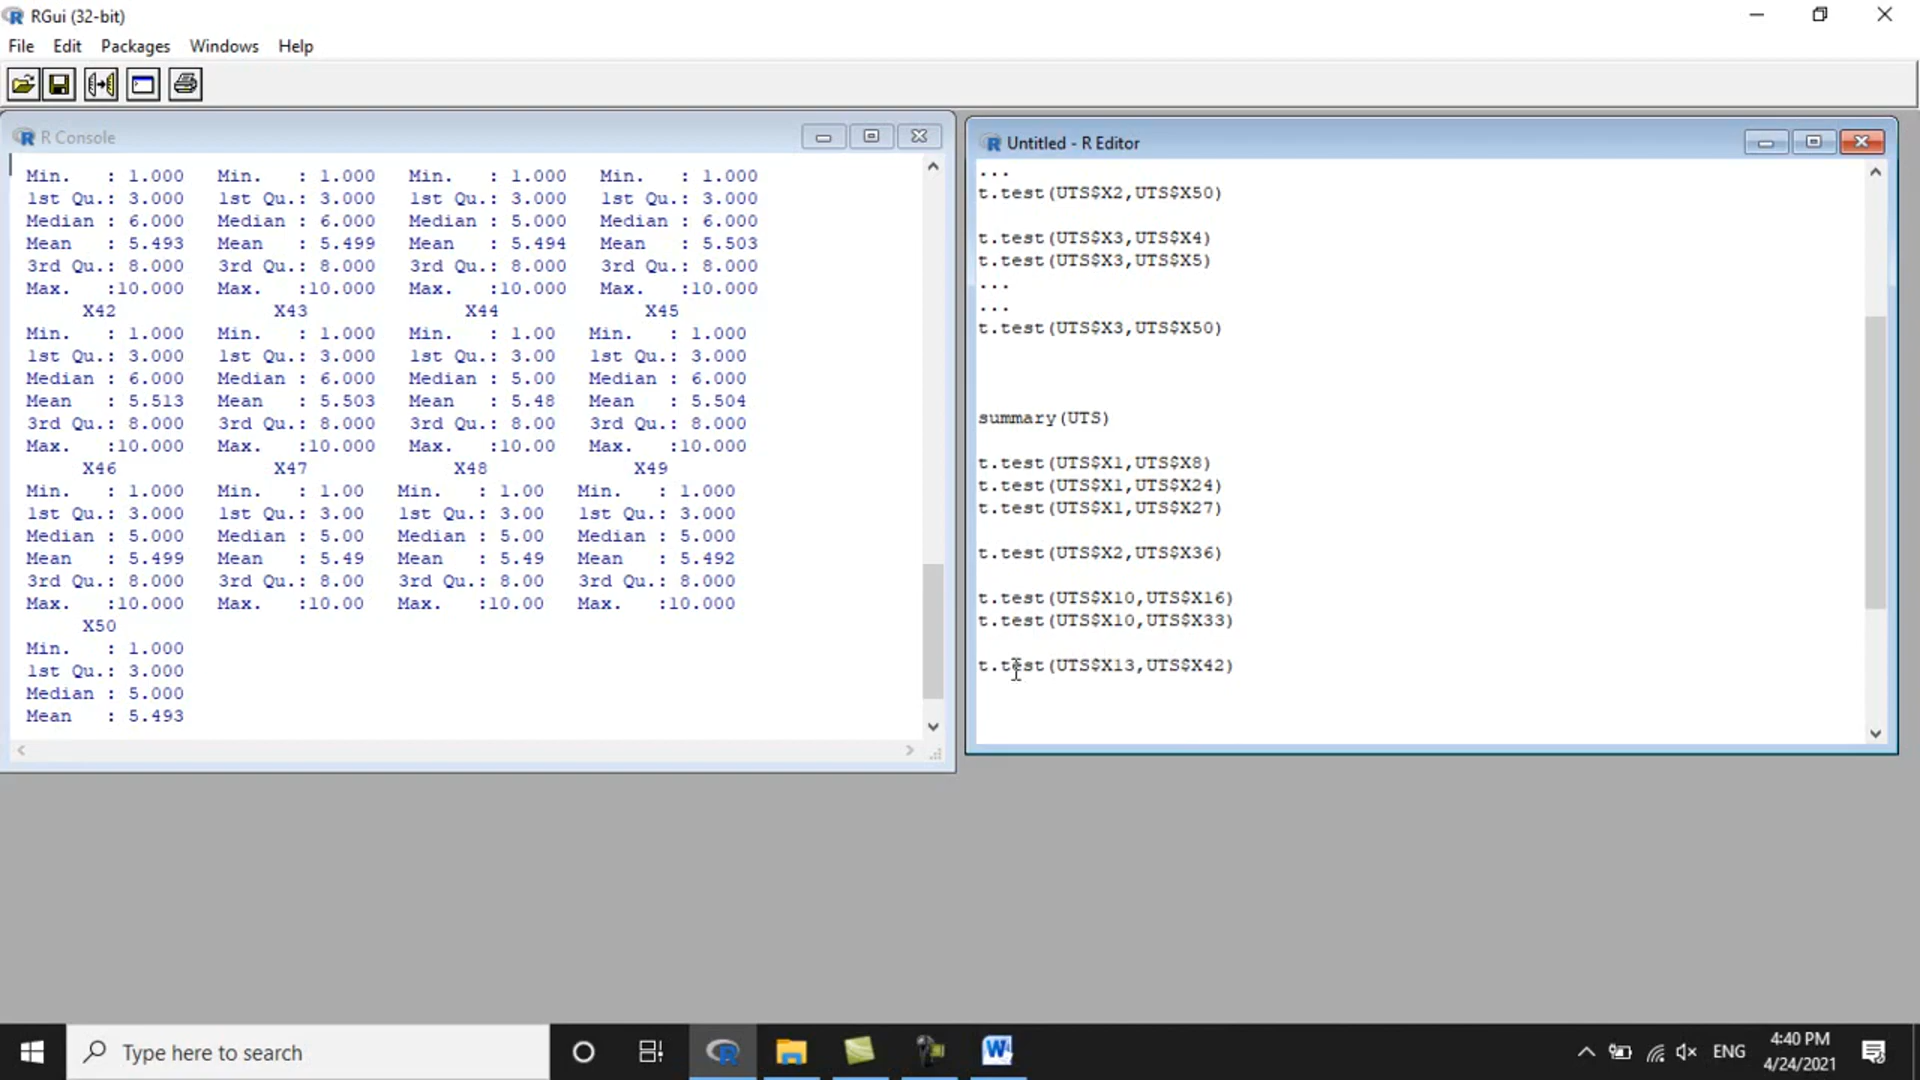 RGui (32-bit)
File Edit Packages Windows Help
R Console
Min. : 1.000 Min. : 1.000 Min. : 1.000 Min. : 1.000
1st Qu.: 3.000 1st Qu.: 3.000 1st Qu.: 3.000 1st Qu.: 3.000
Median : 6.000 Median : 6.000 Median : 5.000 Median : 6.000
Mean : 5.493 Mean : 5.499 Mean : 5.494 Mean : 5.503
3rd Qu.: 8.000 3rd Qu.: 8.000 3rd Qu.: 8.000 3rd Qu.: 8.000
Max. :10.000 Max. :10.000 Max. :10.000 Max. :10.000
X42 X43 X44 X45
Min. : 1.000 Min. : 1.000 Min. : 1.00 Min. : 1.000
1st Qu.: 3.000 1st Qu.: 3.000 1st Qu.: 3.00 1st Qu.: 3.000
Median : 6.000 Median : 6.000 Median : 5.00 Median : 6.000
Mean : 5.513 Mean : 5.503 Mean : 5.48 Mean : 5.504
3rd Qu.: 8.000 3rd Qu.: 8.000 3rd Qu.: 8.00 3rd Qu.: 8.000
Max. :10.000 Max. :10.000 Max. :10.00 Max. :10.000
X46 X47 X48 X49
Min. : 1.000 Min. : 1.00 Min. : 1.00 Min. : 1.000
1st Qu.: 3.000 1st Qu.: 3.00 1st Qu.: 3.00 1st Qu.: 3.000
Median : 5.000 Median : 5.00 Median : 5.00 Median : 5.000
Mean : 5.499 Mean : 5.49 Mean : 5.49 Mean : 5.492
3rd Qu.: 8.000 3rd Qu.: 8.00 3rd Qu.: 8.00 3rd Qu.: 8.000
Max. :10.000 Max. :10.00 Max. :10.00 Max. :10.000
X50
Min. : 1.000
1st Qu.: 3.000
Median : 5.000
Mean : 5.493
Untitled - R Editor
...
t.test(UTS$X2,UTS$X50)
t.test(UTS$X3,UTS$X4)
t.test(UTS$X3,UTS$X5)
...
...
t.test(UTS$X3,UTS$X50)
summary(UTS)
t.test(UTS$X1,UTS$X8)
t.test(UTS$X1,UTS$X24)
t.test(UTS$X1,UTS$X27)
t.test(UTS$X2,UTS$X36)
t.test(UTS$X10,UTS$X16)
t.test(UTS$X10,UTS$X33)
t.test(UTS$X13,UTS$X42)
Type here to search
ENG
4:40 PM
4/24/2021